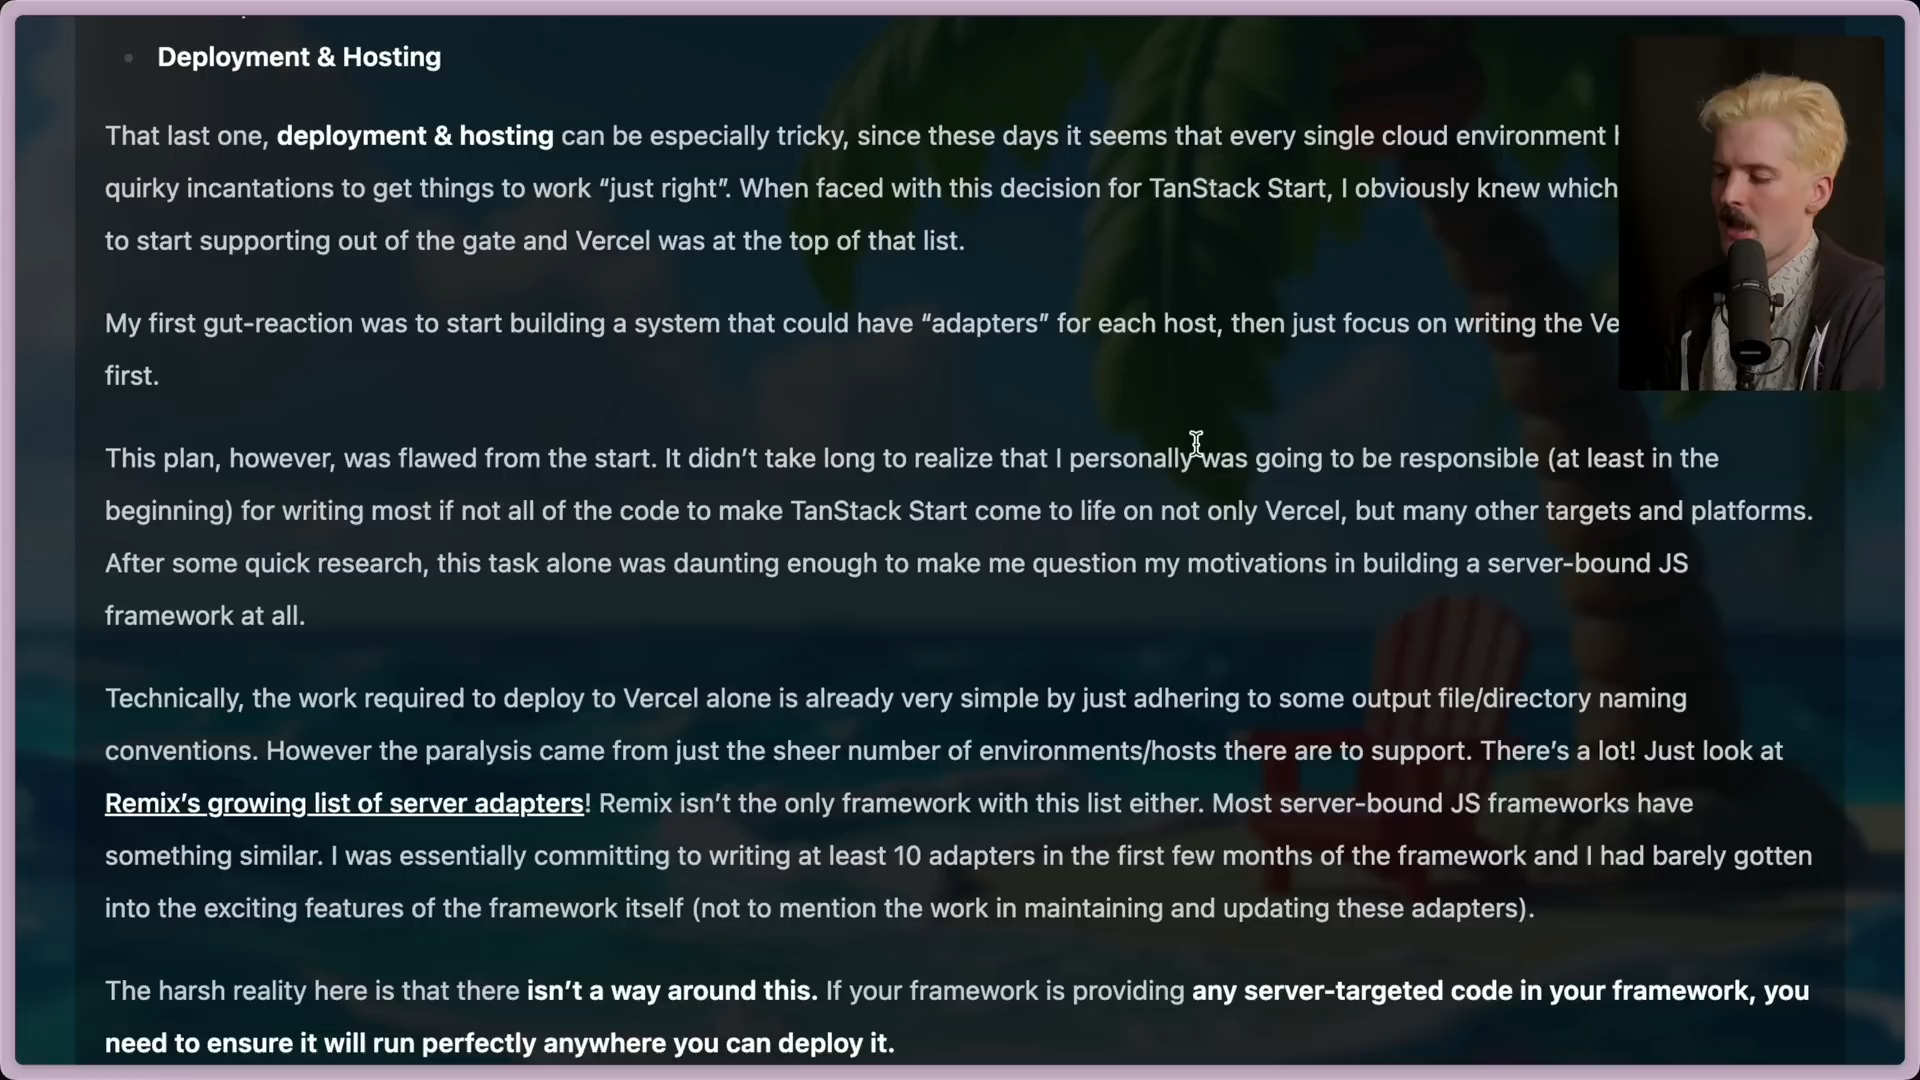 Deployment & Hosting
That last one, deployment & hosting can be especially tricky, since these days it seems that every single cloud environment
quirky incantations to get things to work “just right”. When faced with this decision for TanStack Start, I obviously knew which
to start supporting out of the gate and Vercel was at the top of that list.
My first gut-reaction was to start building a system that could have “adapters” for each host, then just focus on writing the Ve
first.
This plan, however, was flawed from the start. It didn’t take long to realize that I personally was going to be responsible (at least in the
beginning) for writing most if not all of the code to make TanStack Start come to life on not only Vercel, but many other targets and platforms.
After some quick research, this task alone was daunting enough to make me question my motivations in building a server-bound JS
framework at all.
Technically, the work required to deploy to Vercel alone is already very simple by just adhering to some output file/directory naming
conventions. However the paralysis came from just the sheer number of environments/hosts there are to support. There’s a lot! Just look at
Remix’s growing list of server adapters! Remix isn’t the only framework with this list either. Most server-bound JS frameworks have
something similar. I was essentially committing to writing at least 10 adapters in the first few months of the framework and I had barely gotten
into the exciting features of the framework itself (not to mention the work in maintaining and updating these adapters).
The harsh reality here is that there isn’t a way around this. If your framework is providing any server-targeted code in your framework, you
need to ensure it will run perfectly anywhere you can deploy it.